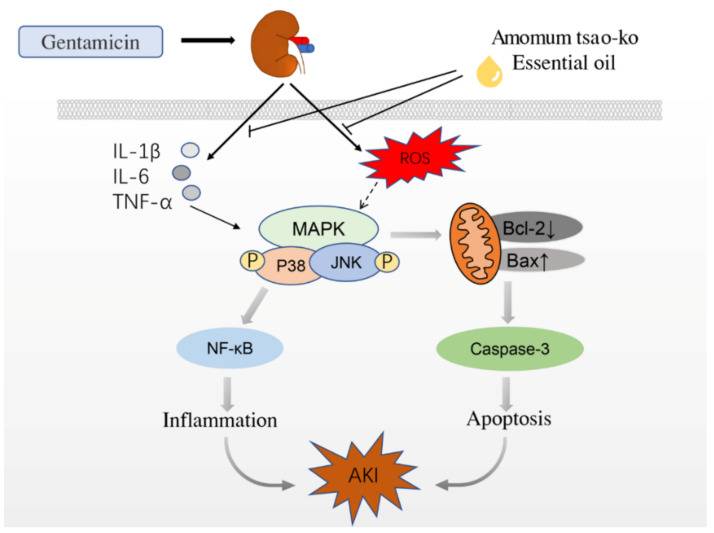 Gentamicin
Amomum tsao-ko
Essential oil
IL-1β
IL-6
TNF-α
ROS
MAPK
P
P38
JNK
P
Bcl-2↓
Bax↑
NF-κB
Caspase-3
Inflammation
Apoptosis
AKI